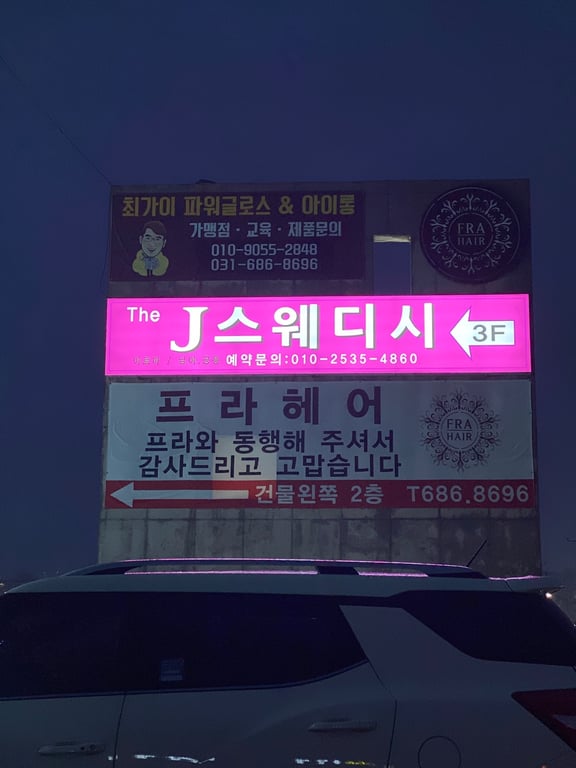 최가이 파워글로스 & 아이롱
가맹점·교육·제품문의
010-9055-2848
031-686-8696
FRA
HAIR
The J스웨디시
3F
예약문의:010-2535-4860
프라헤어
프라와 동행해 주셔서
감사드리고 고맙습니다
FRA
HAIR
건물왼쪽 2층 T686.8696